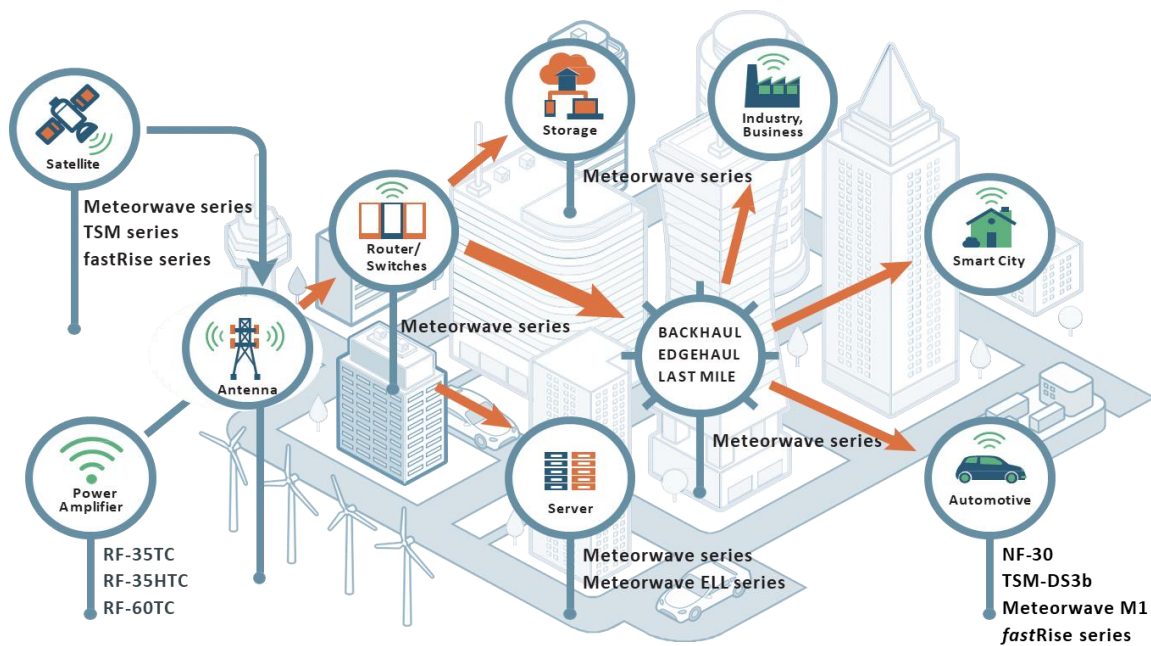 Satellite
Meteorwave series
TSM series
fastRise series
Storage
Meteorwave series
Industry,
Business
Router/
Switches
Meteorwave series
Smart City
BACKHAUL
EDGEHAUL
LAST MILE
Meteorwave series
Antenna
Power
Amplifier
RF-35TC
RF-35HTC
RF-60TC
Server
Meteorwave series
Meteorwave ELL series
Automotive
NF-30
TSM-DS3b
Meteorwave M1
fastRise series